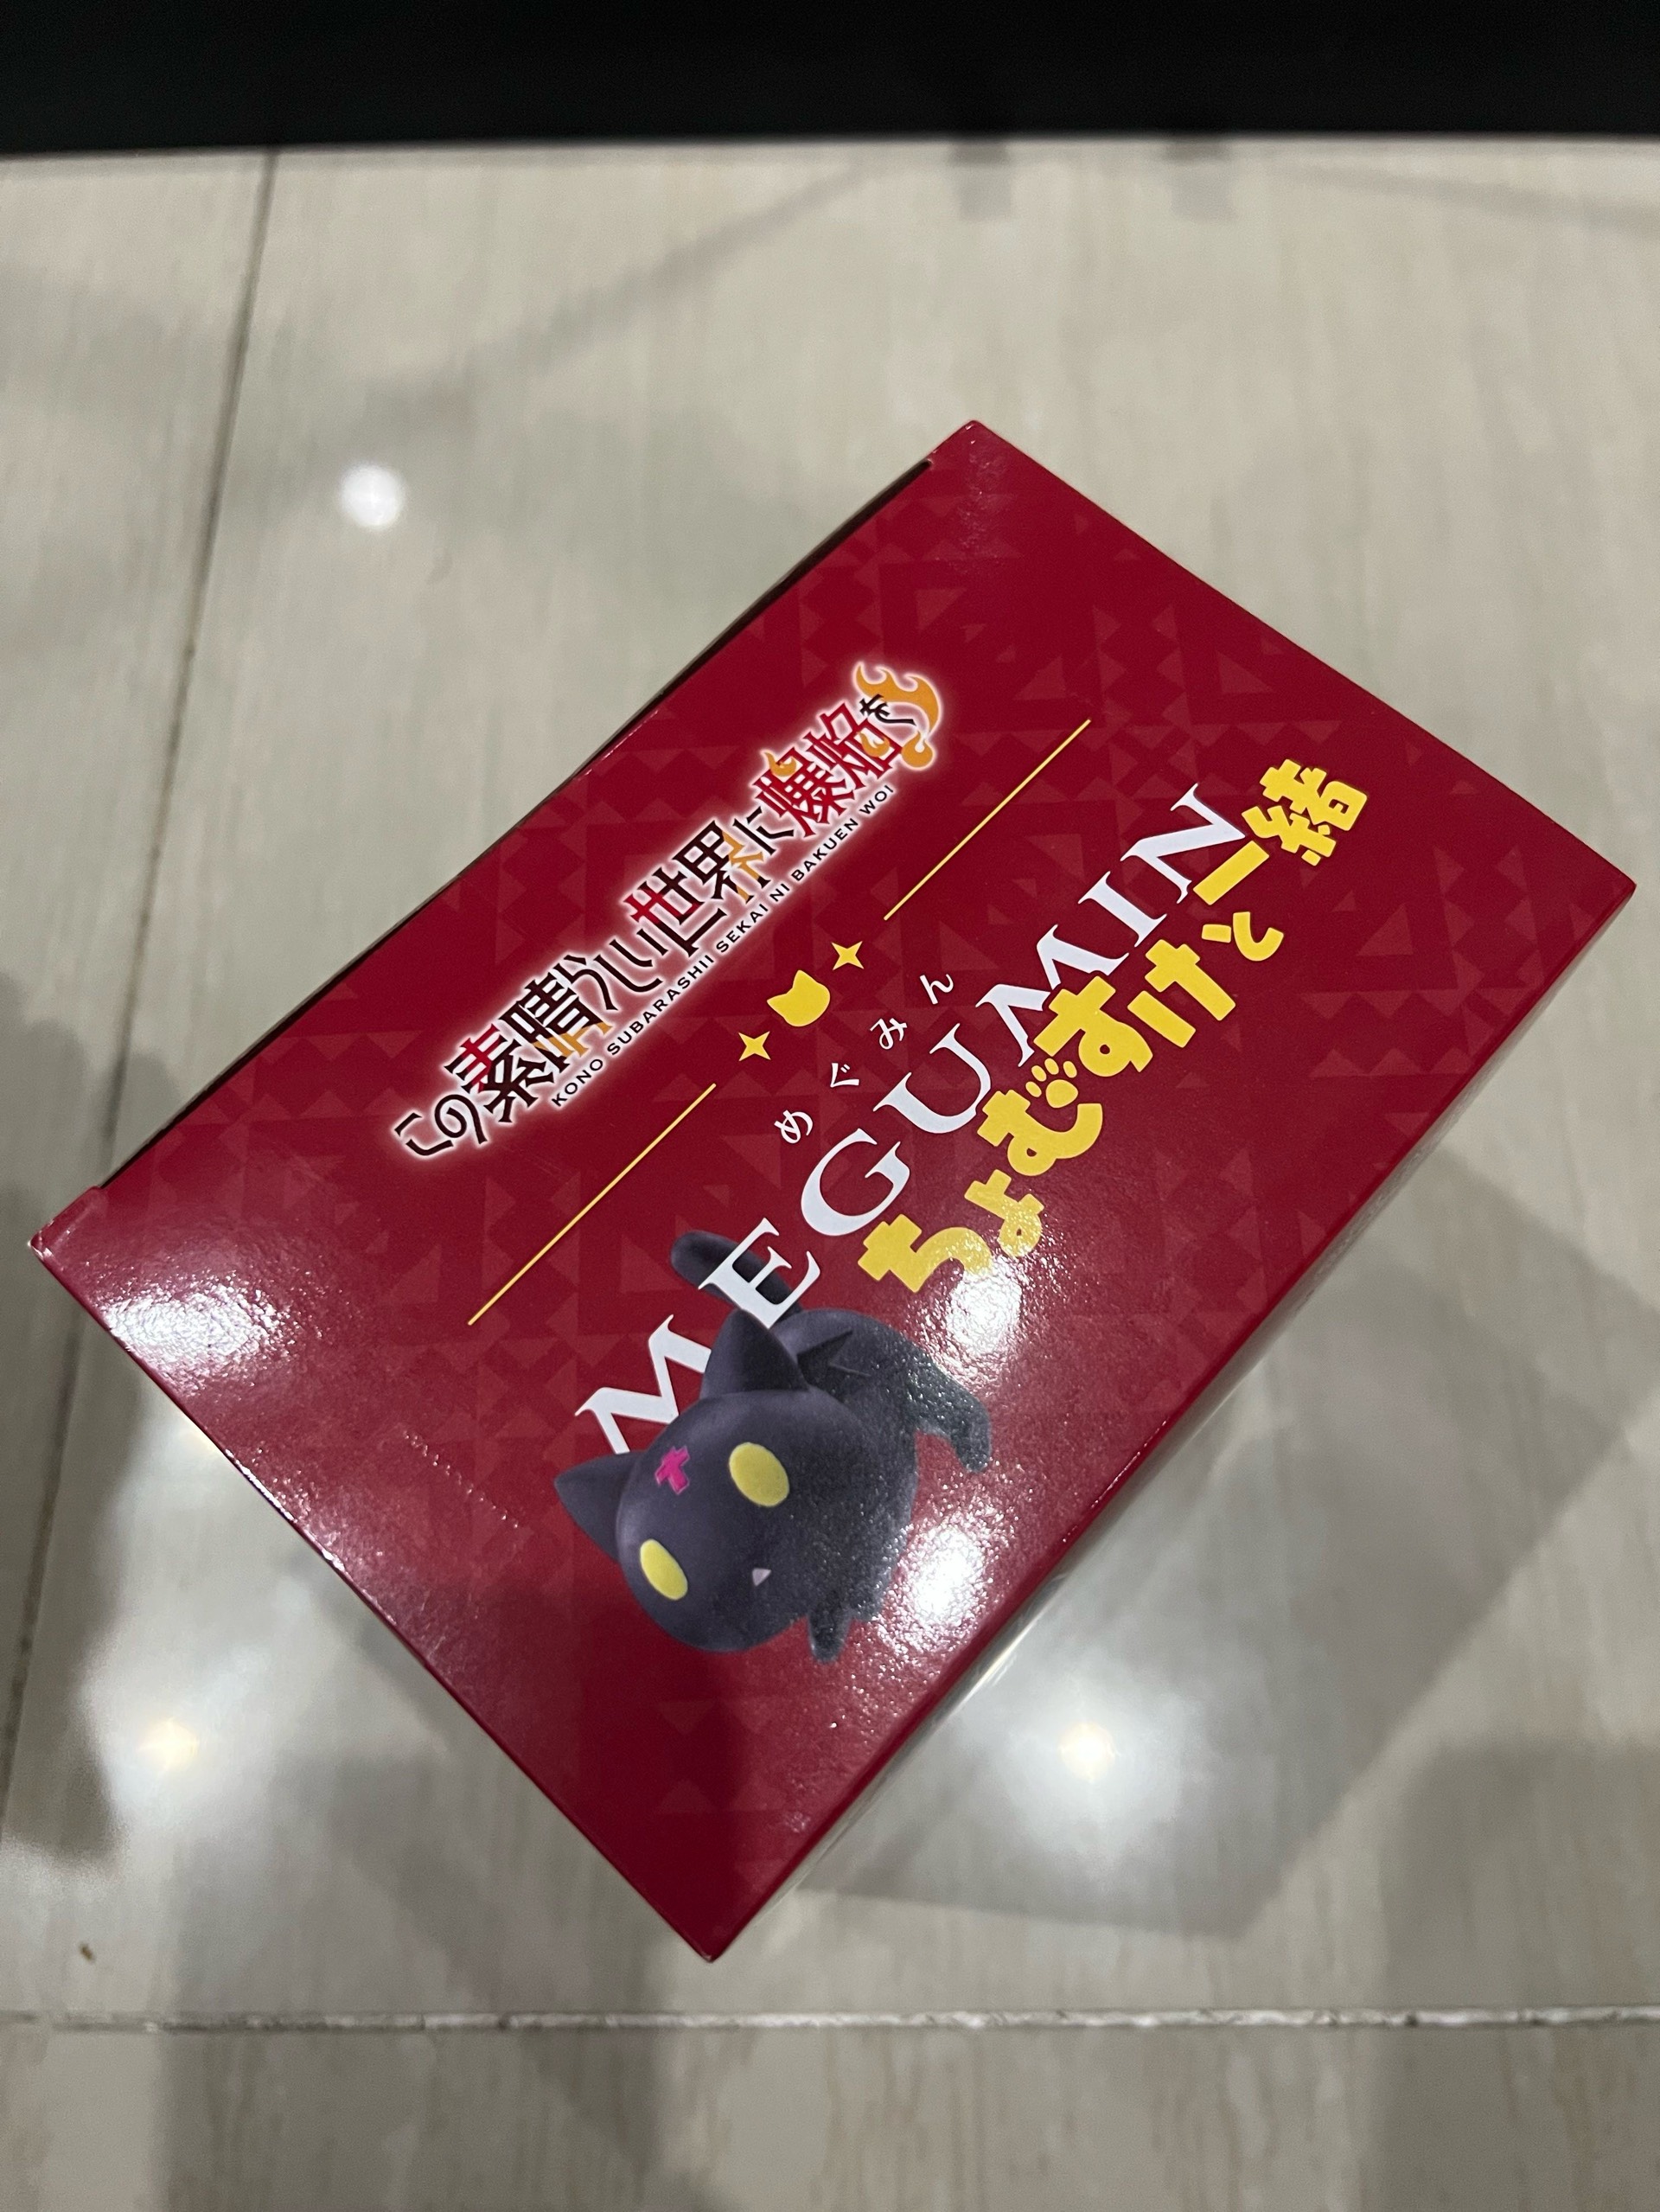 この素晴らしい世界に爆焔を
KONO SUBARASHII SEKAI NI BAKUEN WO!
めぐみん
MEGUMIN
ちょむすけと一緒